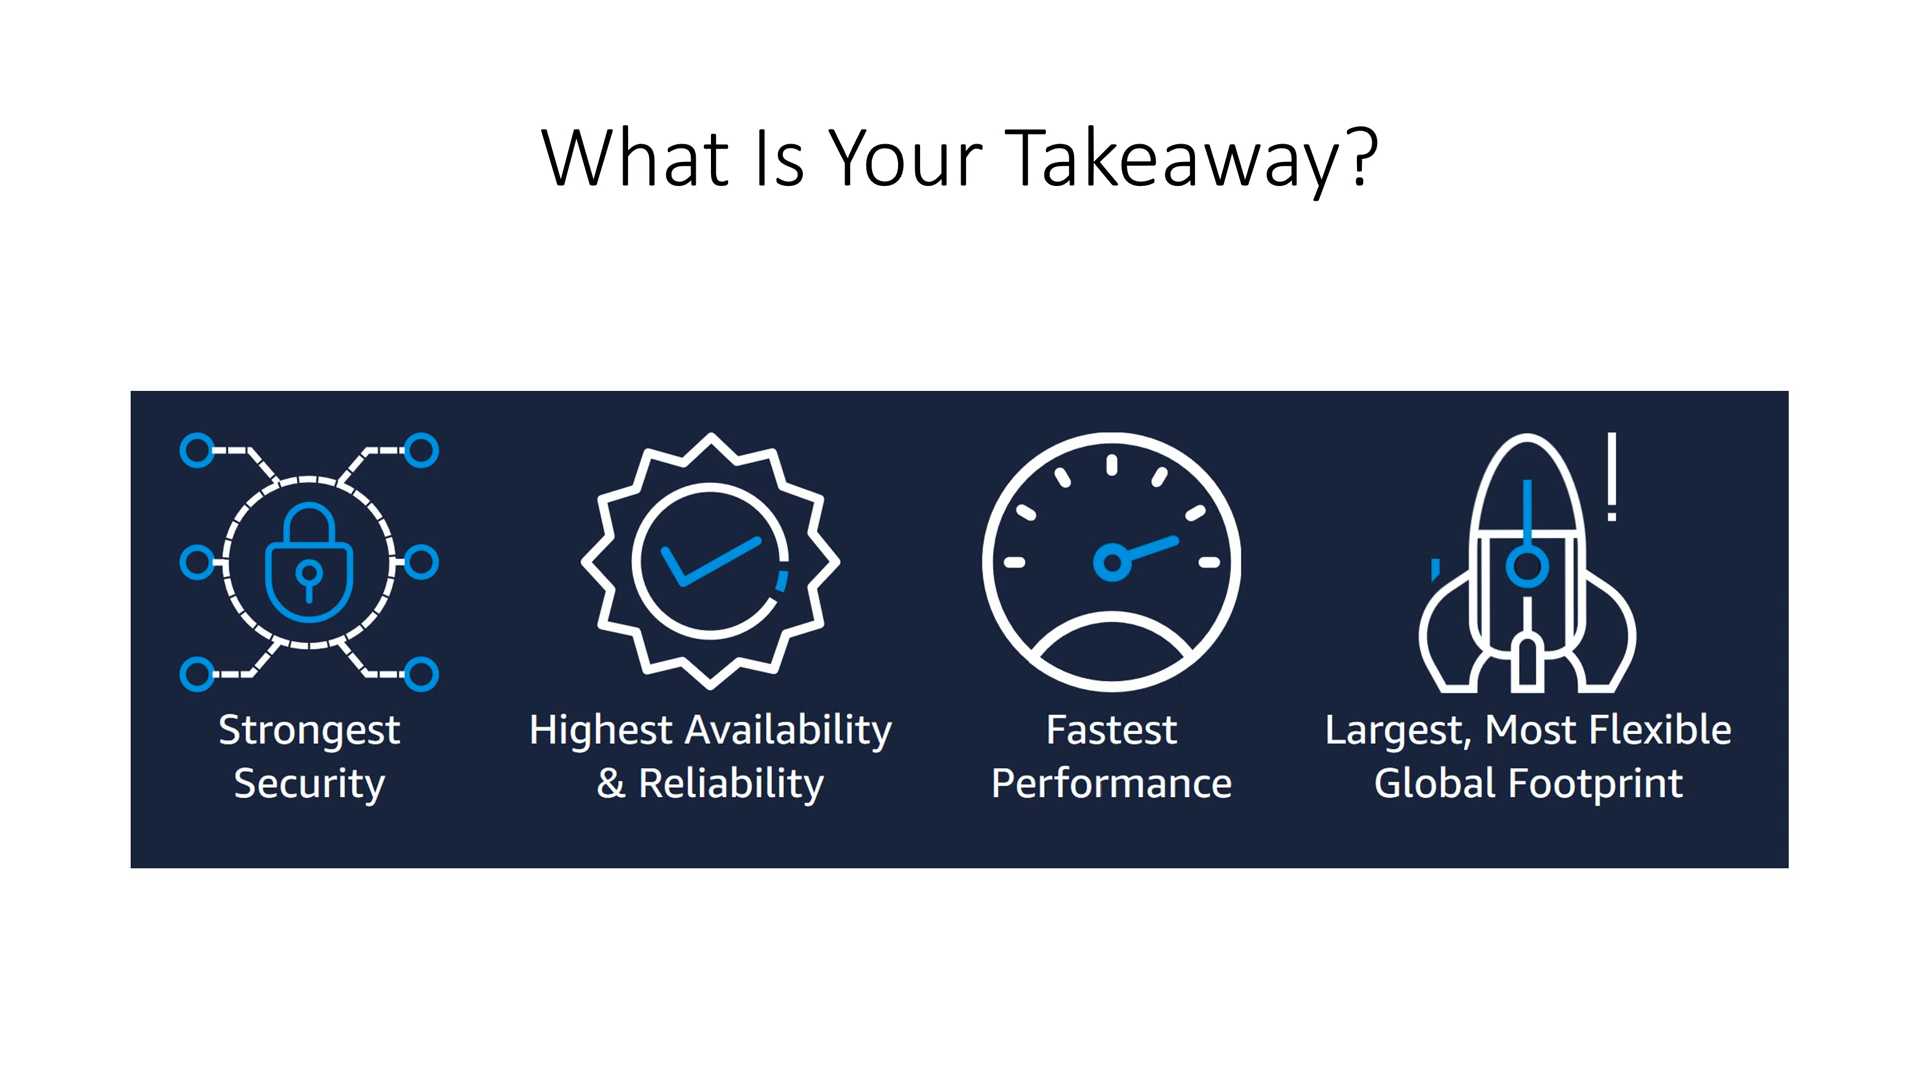 What Is Your Takeaway?
Strongest
Security
Highest Availability
& Reliability
Fastest
Performance
Largest, Most Flexible
Global Footprint